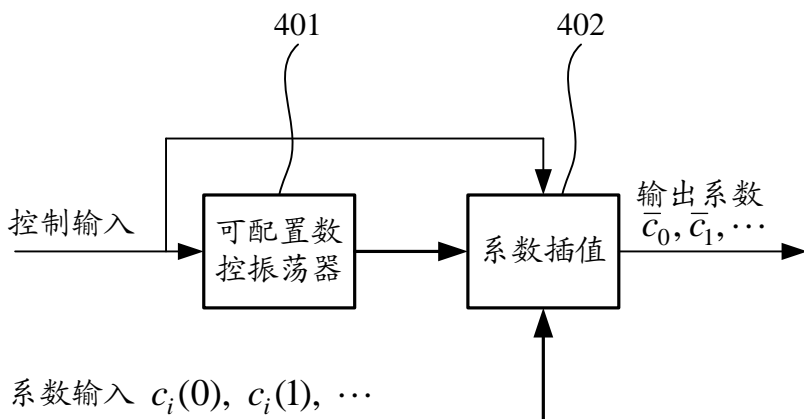 401
402
控制输入
可配置数
控振荡器
系数插值
输出系数
c̅₀, c̅₁, ⋯
系数输入 cᵢ(0), cᵢ(1), ⋯